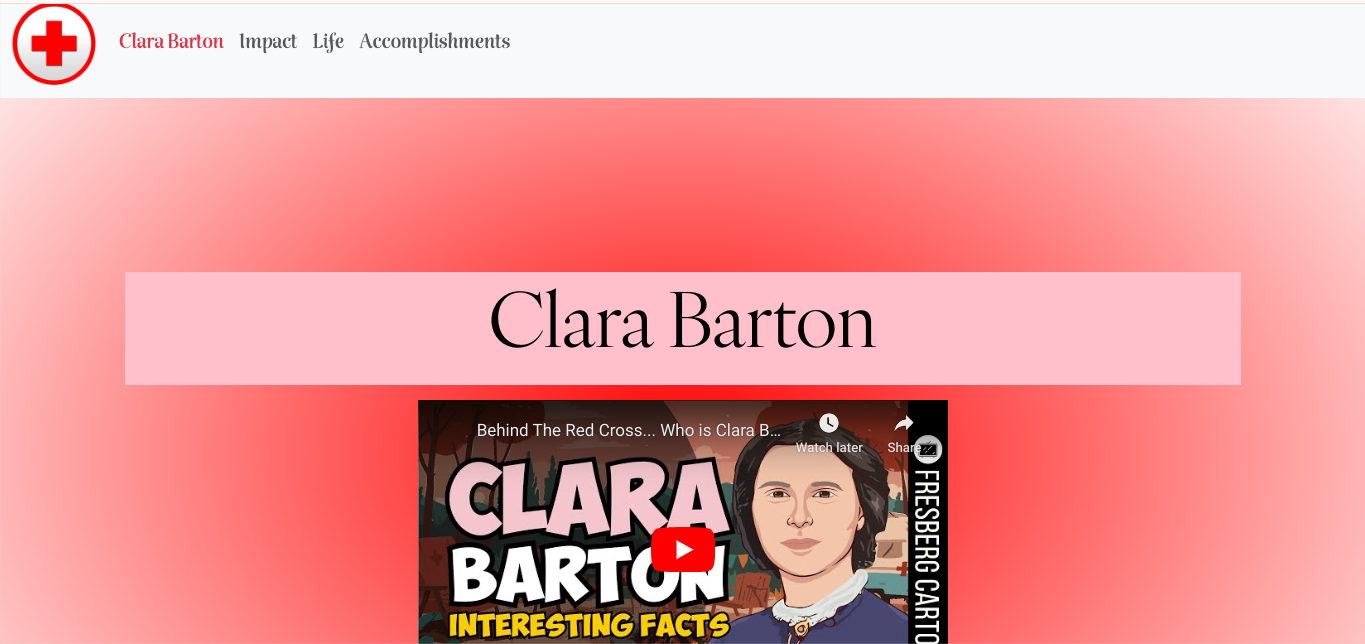 Clara Barton Impact Life Accomplishments
Clara Barton
Behind The Red Cross... Who is Clara B...
Watch later
Share
CLARA
BARTON
INTERESTING FACTS
FRESBERG CARTO